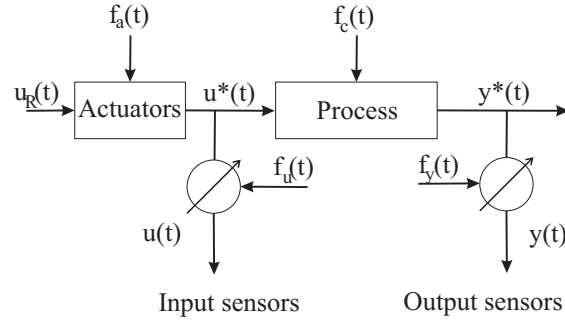 f_a(t)
f_c(t)
u_R(t)
Actuators
u*(t)
Process
y*(t)
f_u(t)
f_y(t)
u(t)
y(t)
Input sensors
Output sensors